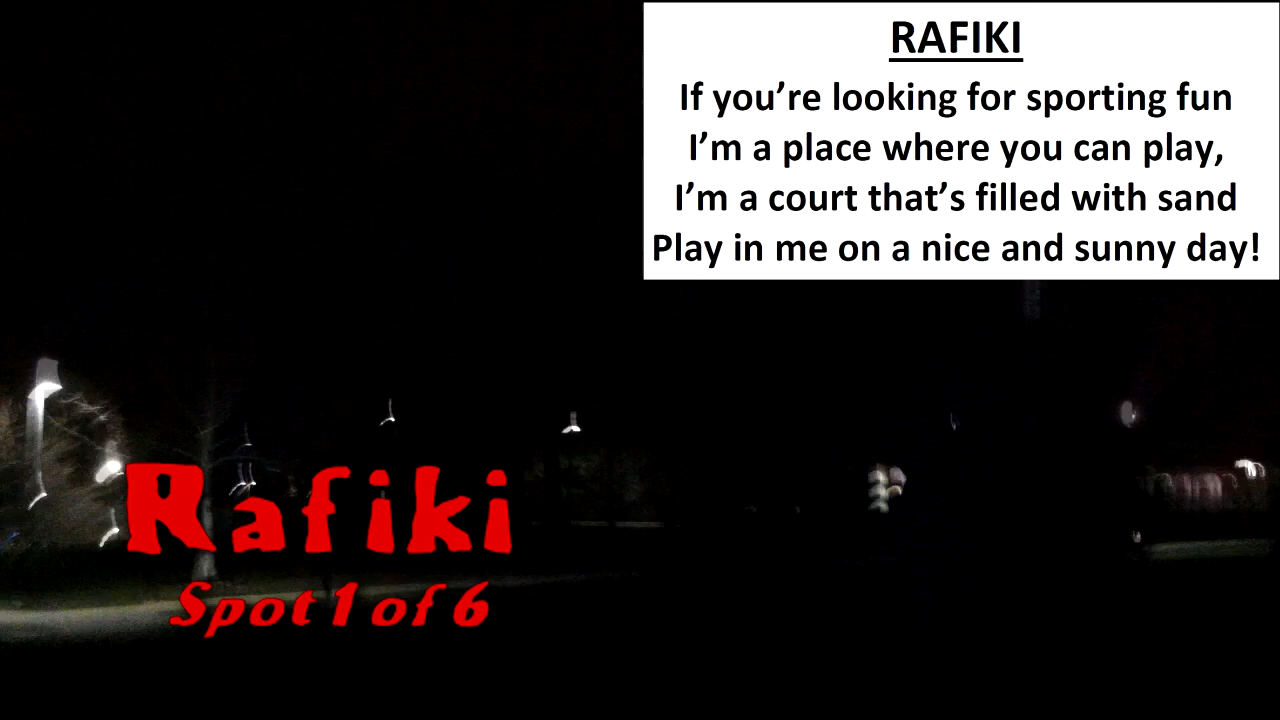 RAFIKI
If you’re looking for sporting fun
I’m a place where you can play,
I’m a court that’s filled with sand
Play in me on a nice and sunny day!
Rafiki
Spot 1 of 6